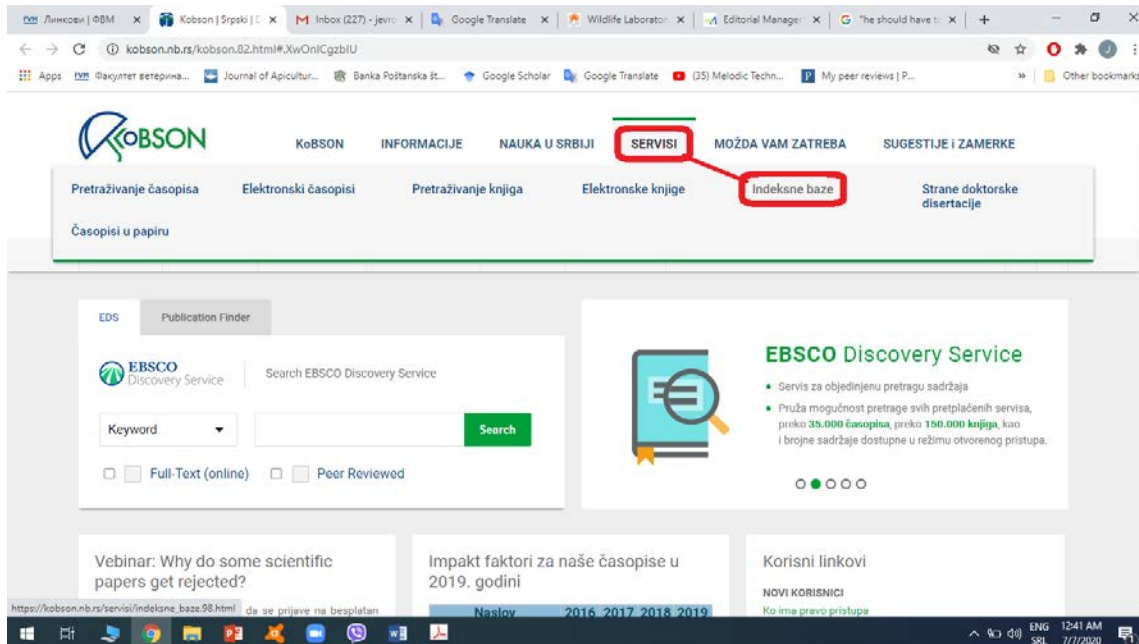 Линкови | ФВМ
Kobson | Srpski | D
Inbox (227) - jevro
Google Translate
Wildlife Laborator
Editorial Manager
"he should have t
kobson.nb.rs/kobson.82.html#.XwOnICgzbIU
Apps
Факултет ветерина...
Journal of Apicultur...
Banka Poštanska št...
Google Scholar
Google Translate
(35) Melodic Techn...
My peer reviews | P...
Other bookmarks
KoBSON
KoBSON INFORMACIJE NAUKA U SRBIJI SERVISI MOŽDA VAM ZATREBA SUGESTIJE i ZAMERKE
Pretraživanje časopisa Elektronski časopisi Pretraživanje knjiga Elektronske knjige Indeksne baze Strane doktorske
disertacije
Časopisi u papiru
EDS Publication Finder
EBSCO
Discovery Service
Search EBSCO Discovery Service
Keyword
Search
Full-Text (online) Peer Reviewed
EBSCO Discovery Service
Servis za objedinjenu pretragu sadržaja
Pruža mogućnost pretrage svih pretplaćenih servisa,
preko 35.000 časopisa, preko 150.000 knjiga, kao
i brojne sadržaje dostupne u režimu otvorenog pristupa.
Vebinar: Why do some scientific
papers get rejected?
da se prijave na besplatan
Impakt faktori za naše časopise u
2019. godini
Naslov 2016 2017 2018 2019
Korisni linkovi
NOVI KORISNICI
Ko ima pravo pristupa
https://kobson.nb.rs/servisi/indeksne_baze.98.html
ENG
SRL
12:41 AM
7/7/2020